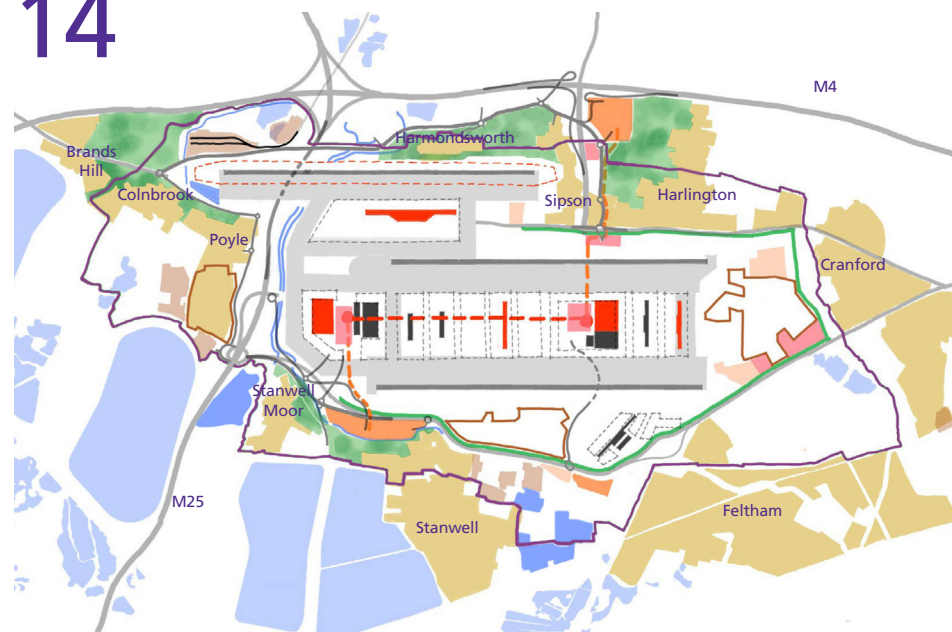 14
M4
Harmondsworth
Brands
Hill
Colnbrook
Sipson
Harlington
Poyle
Cranford
Stanwell
Moor
M25
Stanwell
Feltham